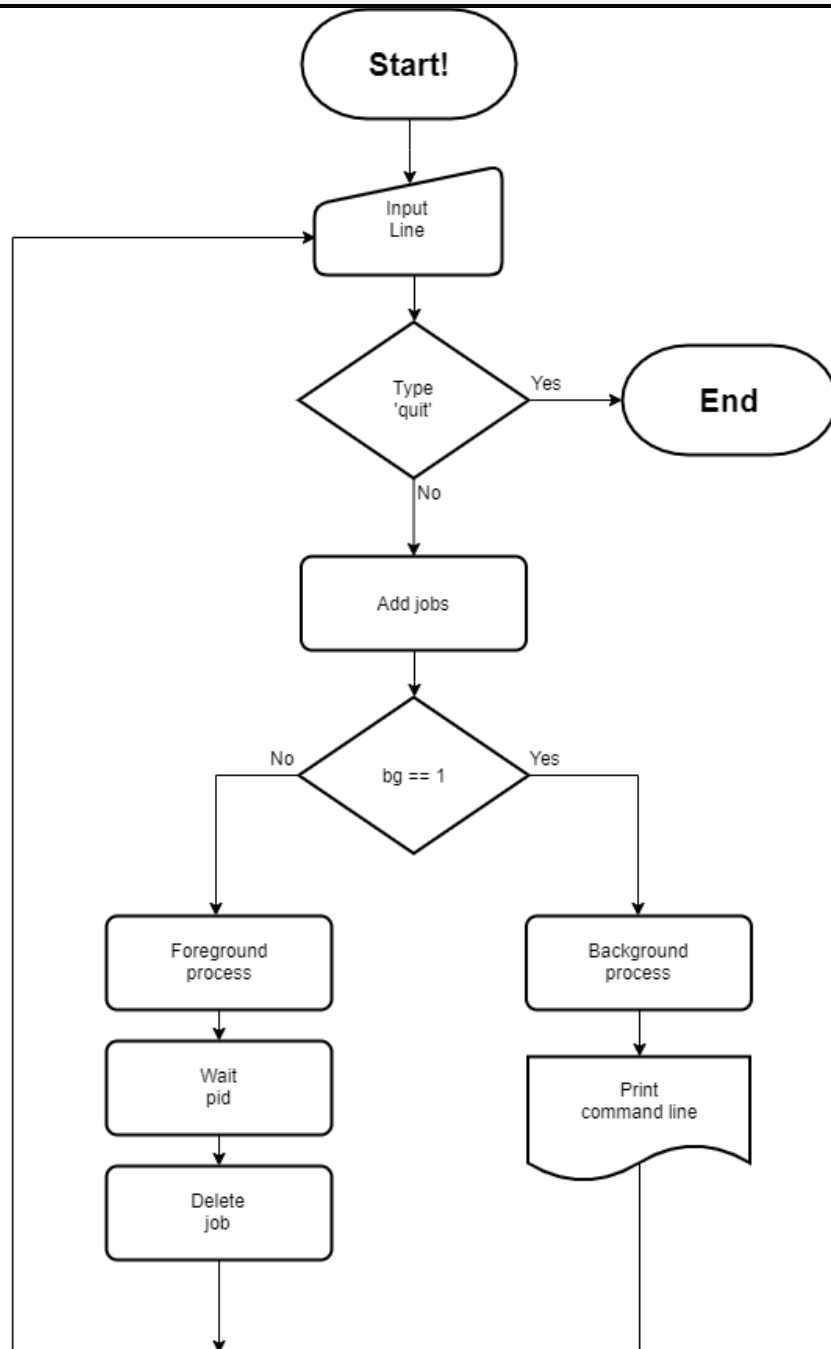 Start!
Input
Line
Type
'quit'
Yes
End
No
Add jobs
No
bg == 1
Yes
Foreground
process
Background
process
Wait
pid
Print
command line
Delete
job